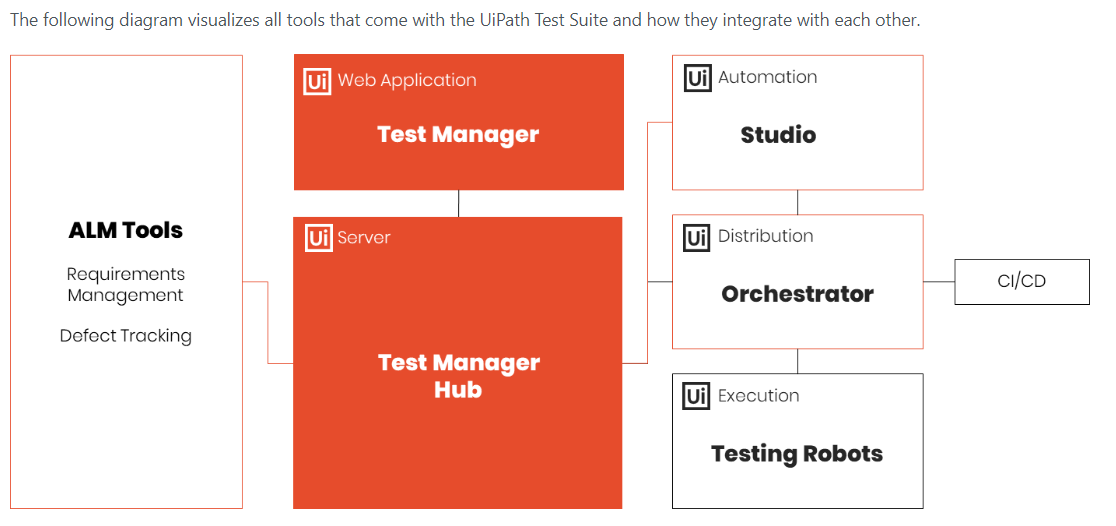 The following diagram visualizes all tools that come with the UiPath Test Suite and how they integrate with each other.
ALM Tools
Requirements
Management
Defect Tracking
Ui Web Application
Test Manager
Ui Server
Test Manager
Hub
Ui Automation
Studio
Ui Distribution
Orchestrator
Ui Execution
Testing Robots
CI/CD